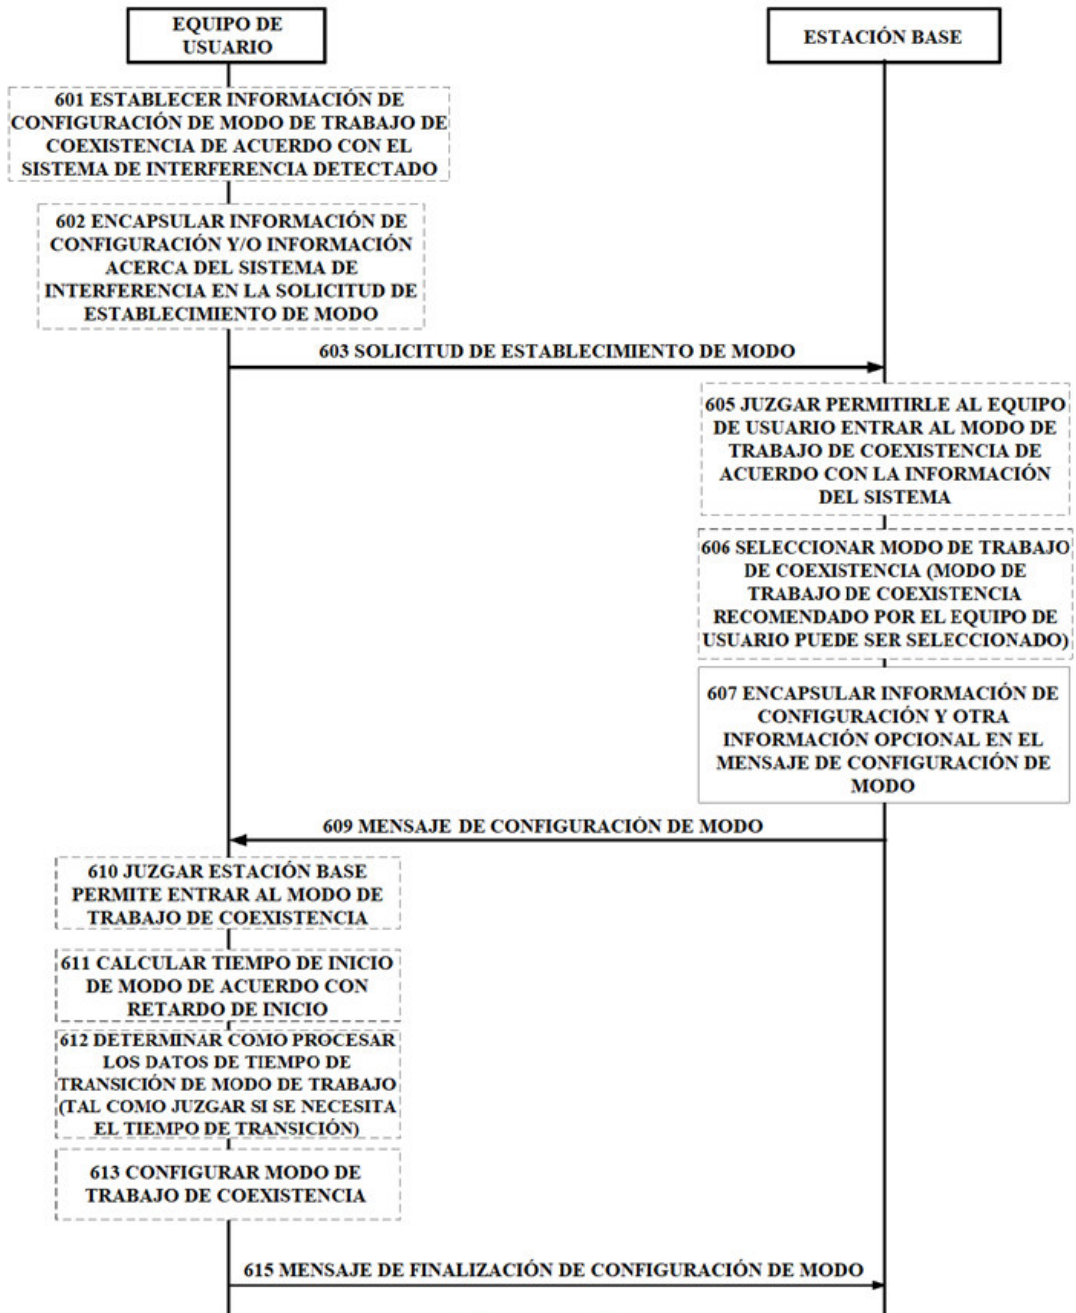 EQUIPO DE
USUARIO
ESTACIÓN BASE
601 ESTABLECER INFORMACIÓN DE
CONFIGURACIÓN DE MODO DE TRABAJO DE
COEXISTENCIA DE ACUERDO CON EL
SISTEMA DE INTERFERENCIA DETECTADO
602 ENCAPSULAR INFORMACIÓN DE
CONFIGURACIÓN Y/O INFORMACIÓN
ACERCA DEL SISTEMA DE
INTERFERENCIA EN LA SOLICITUD DE
ESTABLECIMIENTO DE MODO
603 SOLICITUD DE ESTABLECIMIENTO DE MODO
605 JUZGAR PERMITIRLE AL EQUIPO
DE USUARIO ENTRAR AL MODO DE
TRABAJO DE COEXISTENCIA DE
ACUERDO CON LA INFORMACIÓN
DEL SISTEMA
606 SELECCIONAR MODO DE TRABAJO
DE COEXISTENCIA (MODO DE
TRABAJO DE COEXISTENCIA
RECOMENDADO POR EL EQUIPO DE
USUARIO PUEDE SER SELECCIONADO)
607 ENCAPSULAR INFORMACIÓN DE
CONFIGURACIÓN Y OTRA
INFORMACIÓN OPCIONAL EN EL
MENSAJE DE CONFIGURACIÓN DE
MODO
609 MENSAJE DE CONFIGURACIÓN DE MODO
610 JUZGAR ESTACIÓN BASE
PERMITE ENTRAR AL MODO DE
TRABAJO DE COEXISTENCIA
611 CALCULAR TIEMPO DE INICIO
DE MODO DE ACUERDO CON
RETARDO DE INICIO
612 DETERMINAR COMO PROCESAR
LOS DATOS DE TIEMPO DE
TRANSICIÓN DE MODO DE TRABAJO
(TAL COMO JUZGAR SI SE NECESITA
EL TIEMPO DE TRANSICIÓN)
613 CONFIGURAR MODO DE
TRABAJO DE COEXISTENCIA
615 MENSAJE DE FINALIZACIÓN DE CONFIGURACIÓN DE MODO